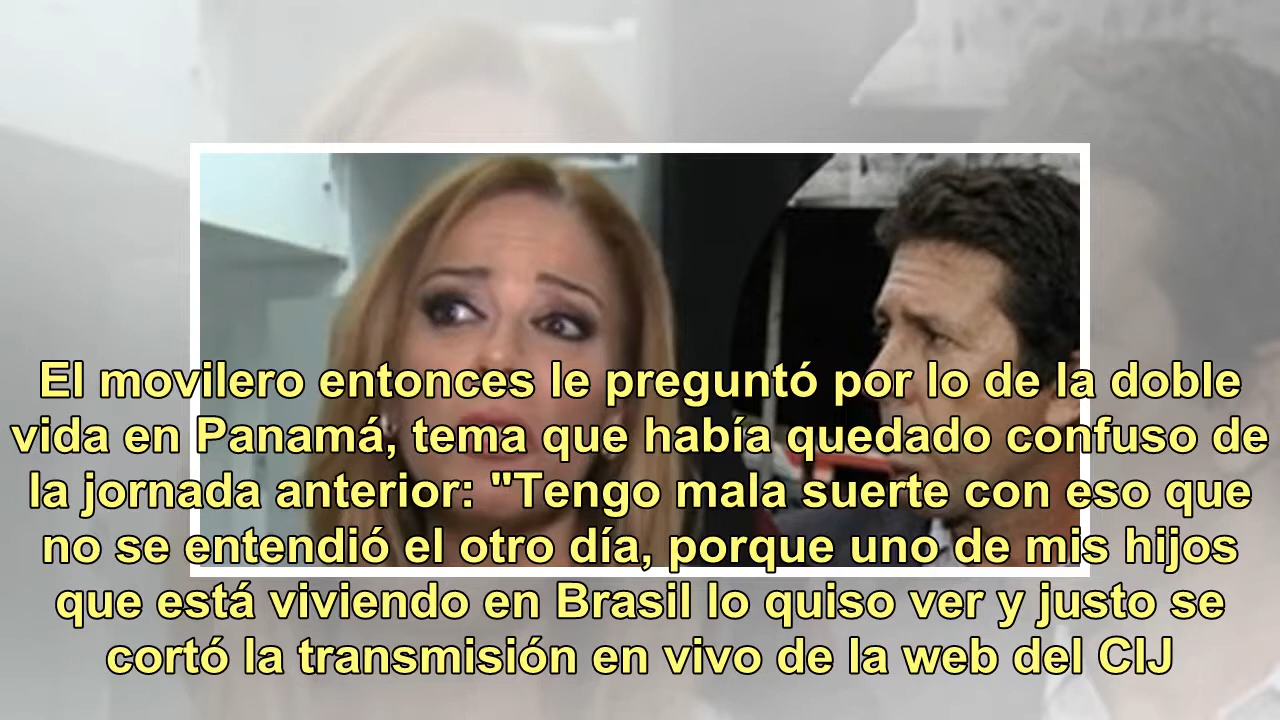 El movilero entonces le preguntó por lo de la doble
vida en Panamá, tema que había quedado confuso de
la jornada anterior: "Tengo mala suerte con eso que
no se entendió el otro día, porque uno de mis hijos
que está viviendo en Brasil lo quiso ver y justo se
cortó la transmisión en vivo de la web del CIJ